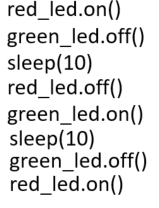 red_led.on()
green_led.off()
sleep(10)
red_led.off()
green_led.on()
sleep(10)
green_led.off()
red_led.on()